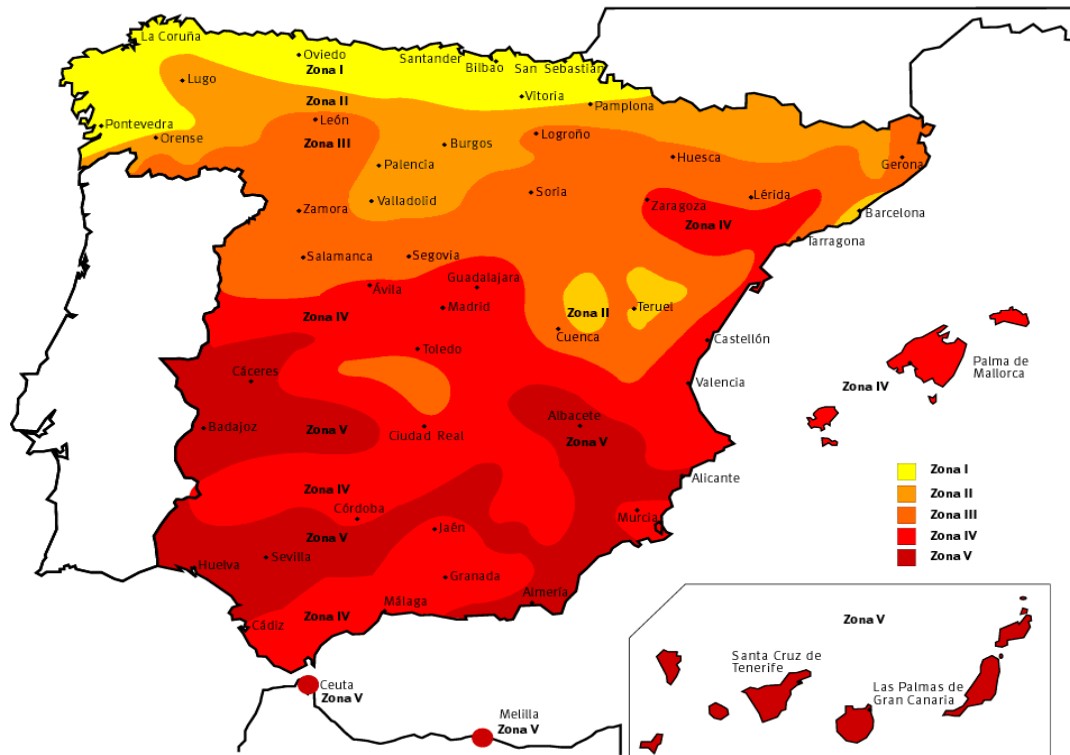 La Coruña
Oviedo
Santander
Bilbao
San Sebastián
Zona I
Lugo
Vitoria
Zona II
Pamplona
León
Pontevedra
Orense
Zona III
Logroño
Burgos
Palencia
Huesca
Gerona
Soria
Lérida
Valladolid
Zaragoza
Zamora
Barcelona
Zona IV
Tarragona
Salamanca
Segovia
Guadalajara
Ávila
Madrid
Zona II
Teruel
Zona IV
Cuenca
Castellón
Toledo
Palma de
Mallorca
Cáceres
Valencia
Zona IV
Albacete
Badajoz
Zona V
Ciudad Real
Zona V
Alicante
Zona I
Zona II
Zona III
Zona IV
Zona V
Zona IV
Córdoba
Murcia
Jaén
Zona V
Sevilla
Huelva
Granada
Almería
Málaga
Zona IV
Cádiz
Zona V
Santa Cruz de
Tenerife
Las Palmas de
Gran Canaria
Ceuta
Zona V
Melilla
Zona V